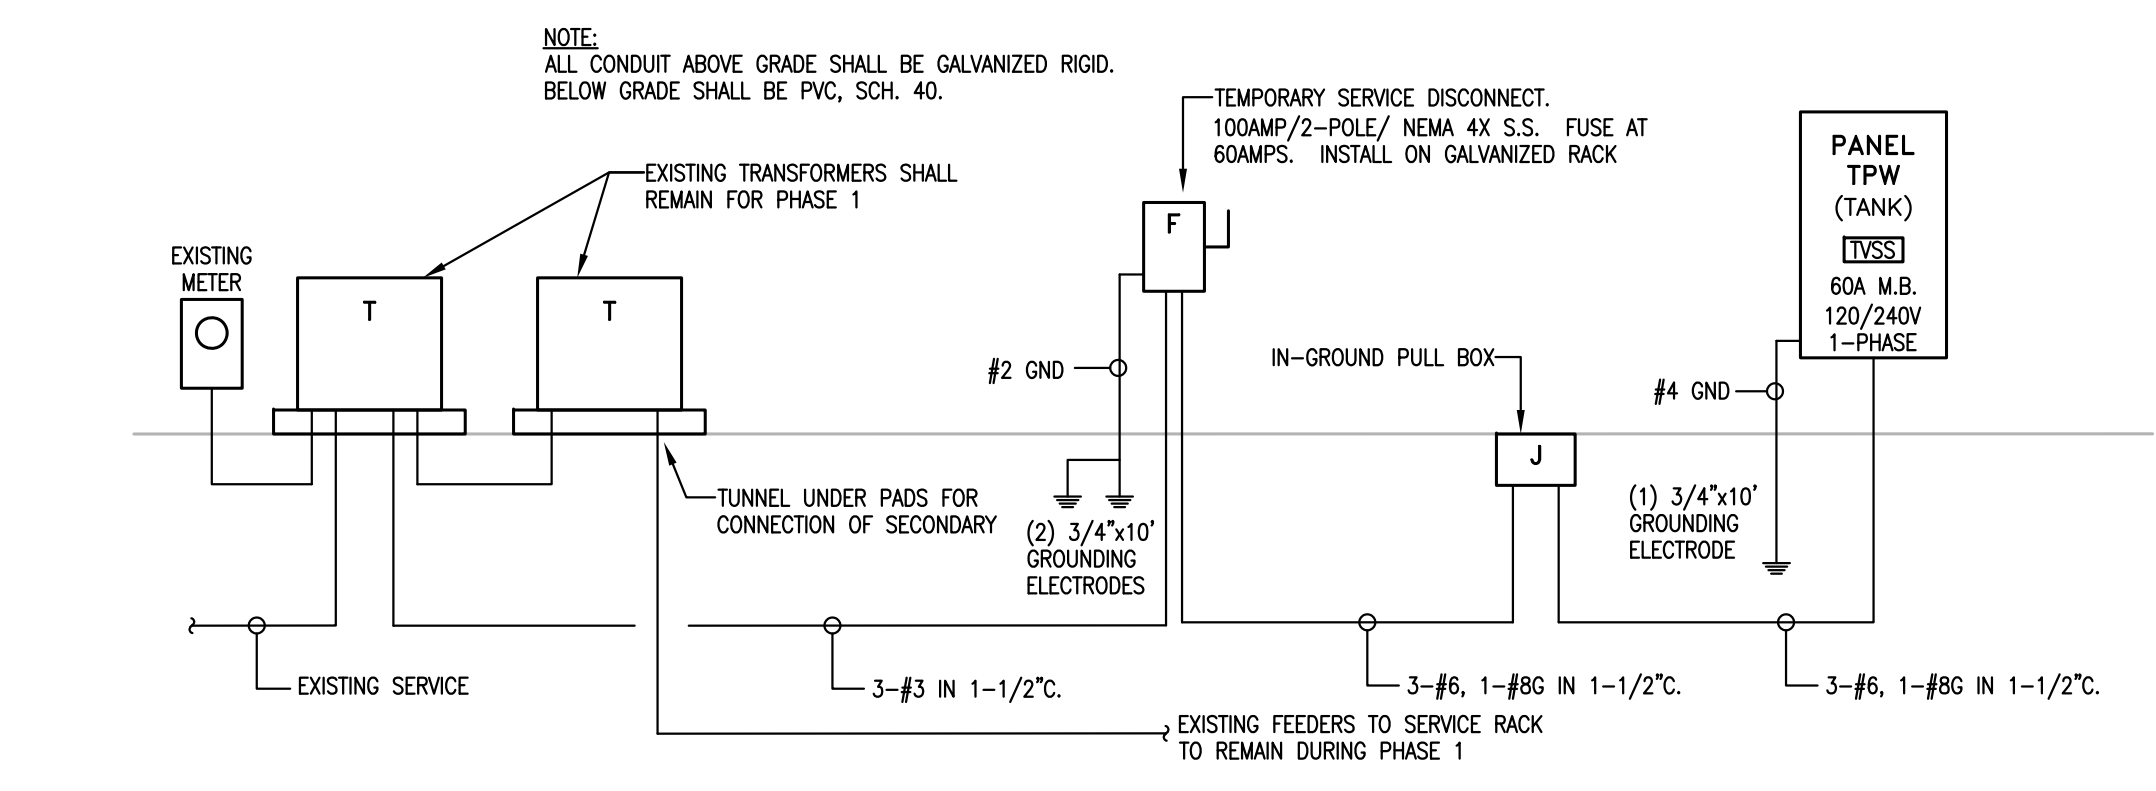 NOTE:
ALL CONDUIT ABOVE GRADE SHALL BE GALVANIZED RIGID.
BELOW GRADE SHALL BE PVC, SCH. 40.
TEMPORARY SERVICE DISCONNECT.
100AMP/2-POLE/ NEMA 4X S.S. FUSE AT
60AMPS. INSTALL ON GALVANIZED RACK
EXISTING TRANSFORMERS SHALL
REMAIN FOR PHASE 1
EXISTING
METER
T
T
F
PANEL
TPW
(TANK)
TVSS
60A M.B.
120/240V
1-PHASE
#2 GND
IN-GROUND PULL BOX
#4 GND
J
TUNNEL UNDER PADS FOR
CONNECTION OF SECONDARY
(2) 3/4"x10'
GROUNDING
ELECTRODES
(1) 3/4"x10'
GROUNDING
ELECTRODE
EXISTING SERVICE
3-#3 IN 1-1/2"C.
3-#6, 1-#8G IN 1-1/2"C.
3-#6, 1-#8G IN 1-1/2"C.
EXISTING FEEDERS TO SERVICE RACK
TO REMAIN DURING PHASE 1